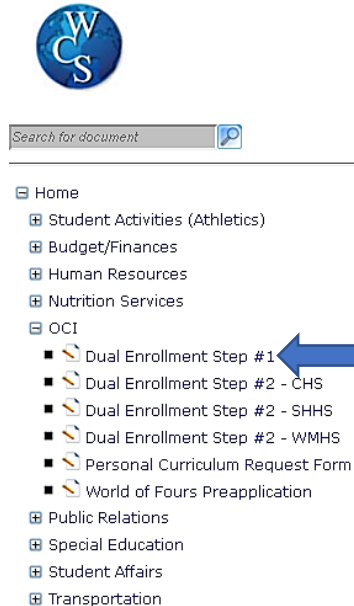 WCS
Search for document
Home
Student Activities (Athletics)
Budget/Finances
Human Resources
Nutrition Services
OCI
Dual Enrollment Step #1
Dual Enrollment Step #2 - CHS
Dual Enrollment Step #2 - SHHS
Dual Enrollment Step #2 - WMHS
Personal Curriculum Request Form
World of Fours Preapplication
Public Relations
Special Education
Student Affairs
Transportation